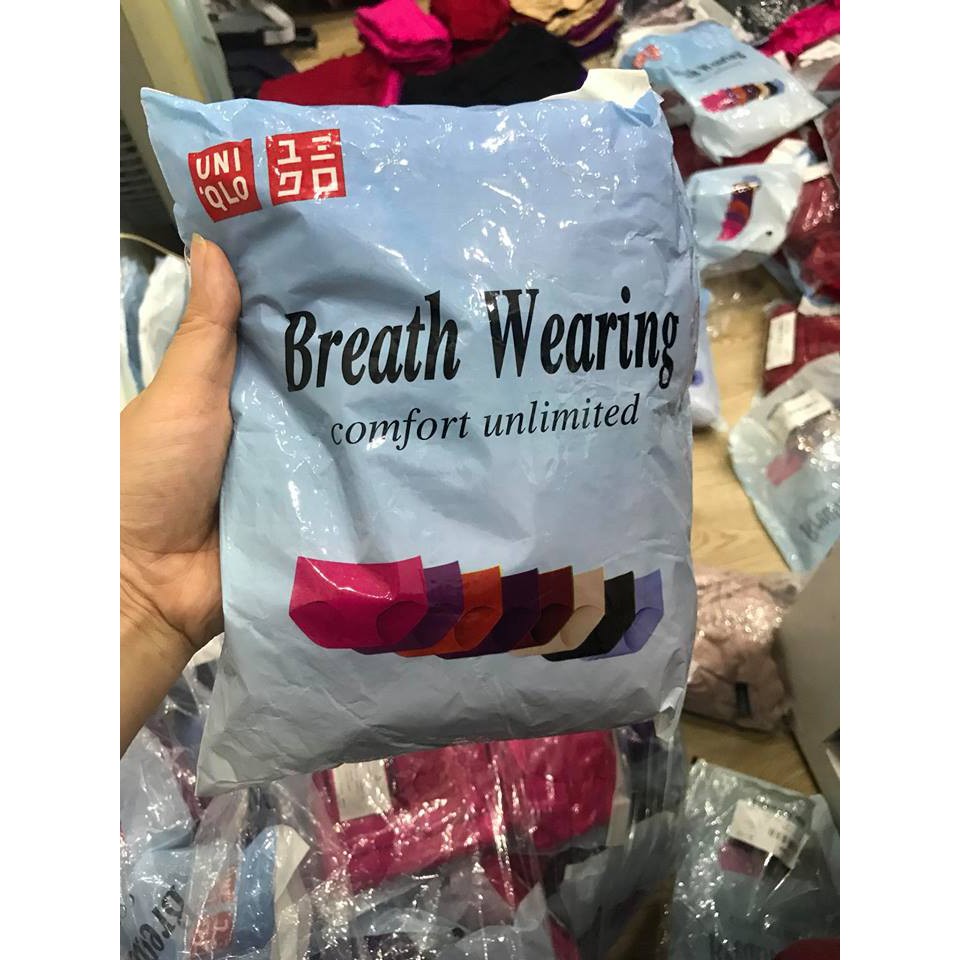 UNI
'QLO
ユニ
クロ
Breath Wearing
comfort unlimited